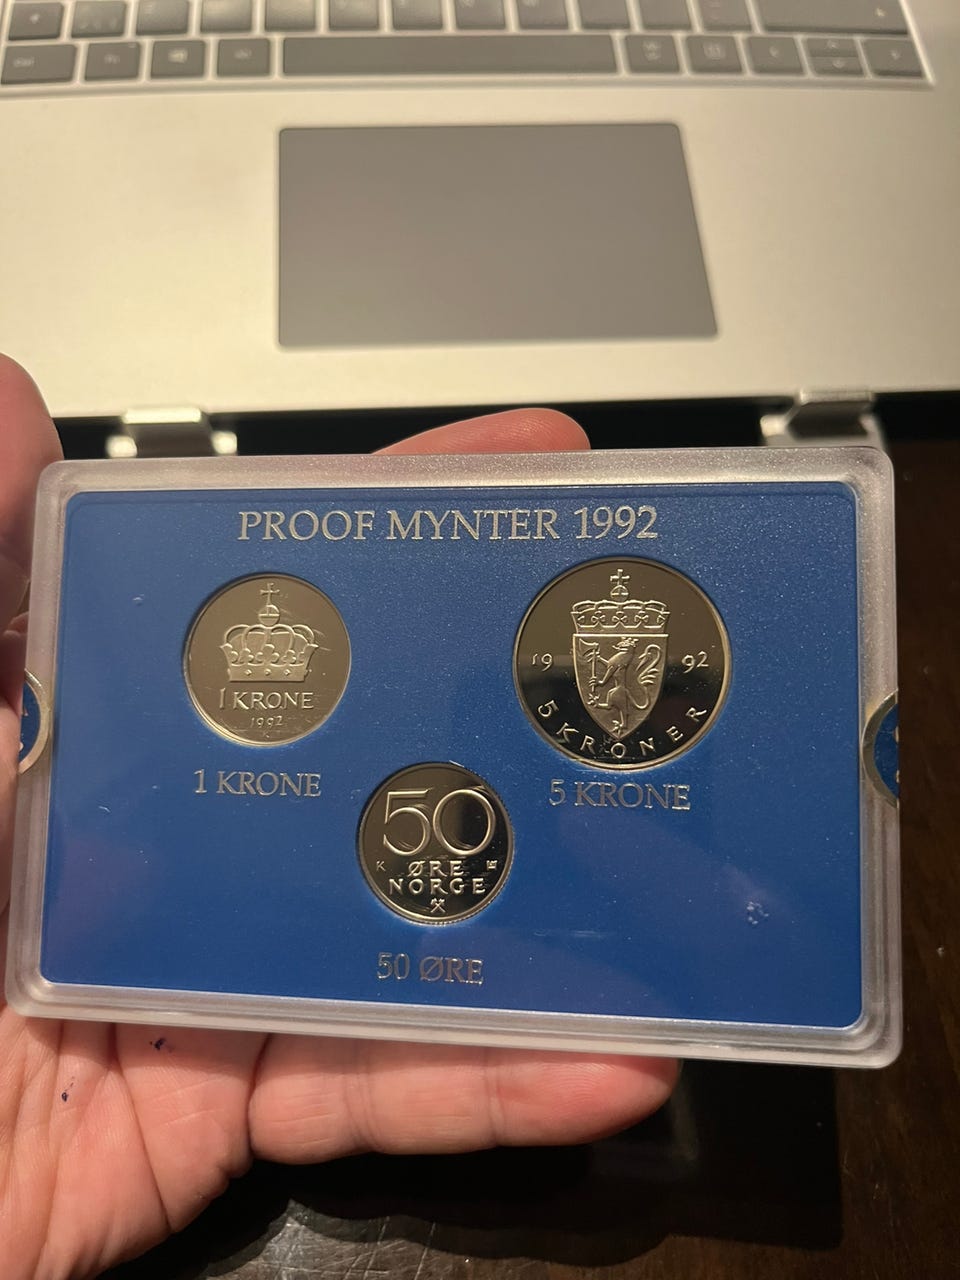 PROOF MYNTER 1992
1 KRONE
1992
K
1 KRONE
19 92
5 KRONER
5 KRONE
50
K
ØRE
NORGE
50 ØRE